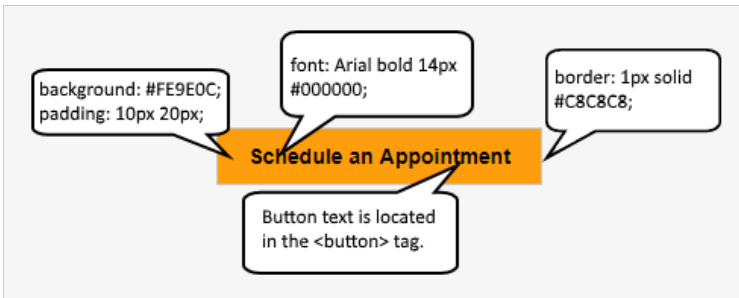 font: Arial bold 14px
#000000;
background: #FE9E0C;
padding: 10px 20px;
border: 1px solid
#C8C8C8;
Schedule an Appointment
Button text is located
in the <button> tag.